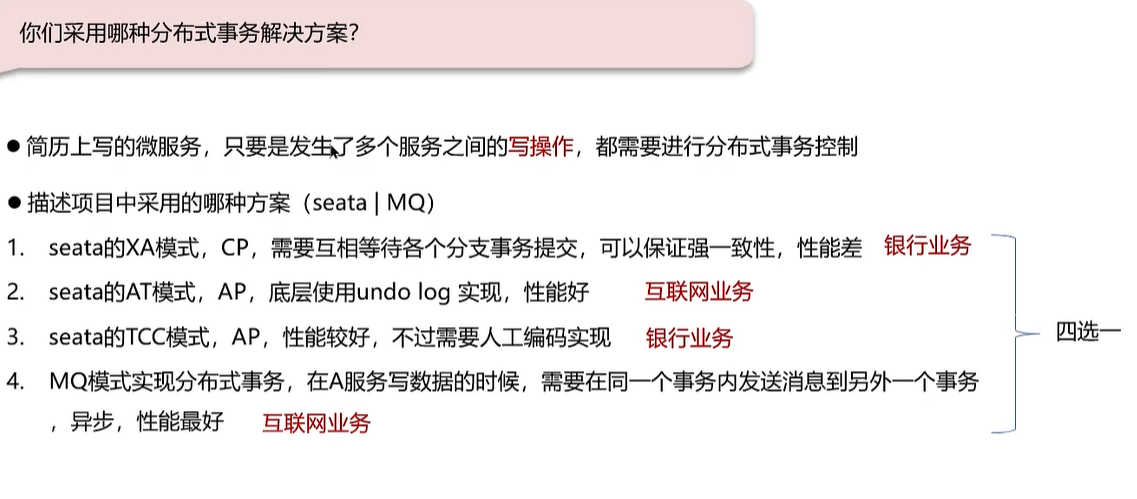 你们采用哪种分布式事务解决方案?
● 简历上写的微服务，只要是发生了多个服务之间的写操作，都需要进行分布式事务控制
● 描述项目中采用的哪种方案（seata | MQ）
1. seata的XA模式，CP，需要互相等待各个分支事务提交，可以保证强一致性，性能差 银行业务
2. seata的AT模式，AP，底层使用undo log 实现，性能好 互联网业务
3. seata的TCC模式，AP，性能较好，不过需要人工编码实现 银行业务
四选一
4. MQ模式实现分布式事务，在A服务写数据的时候，需要在同一个事务内发送消息到另外一个事务
，异步，性能最好 互联网业务